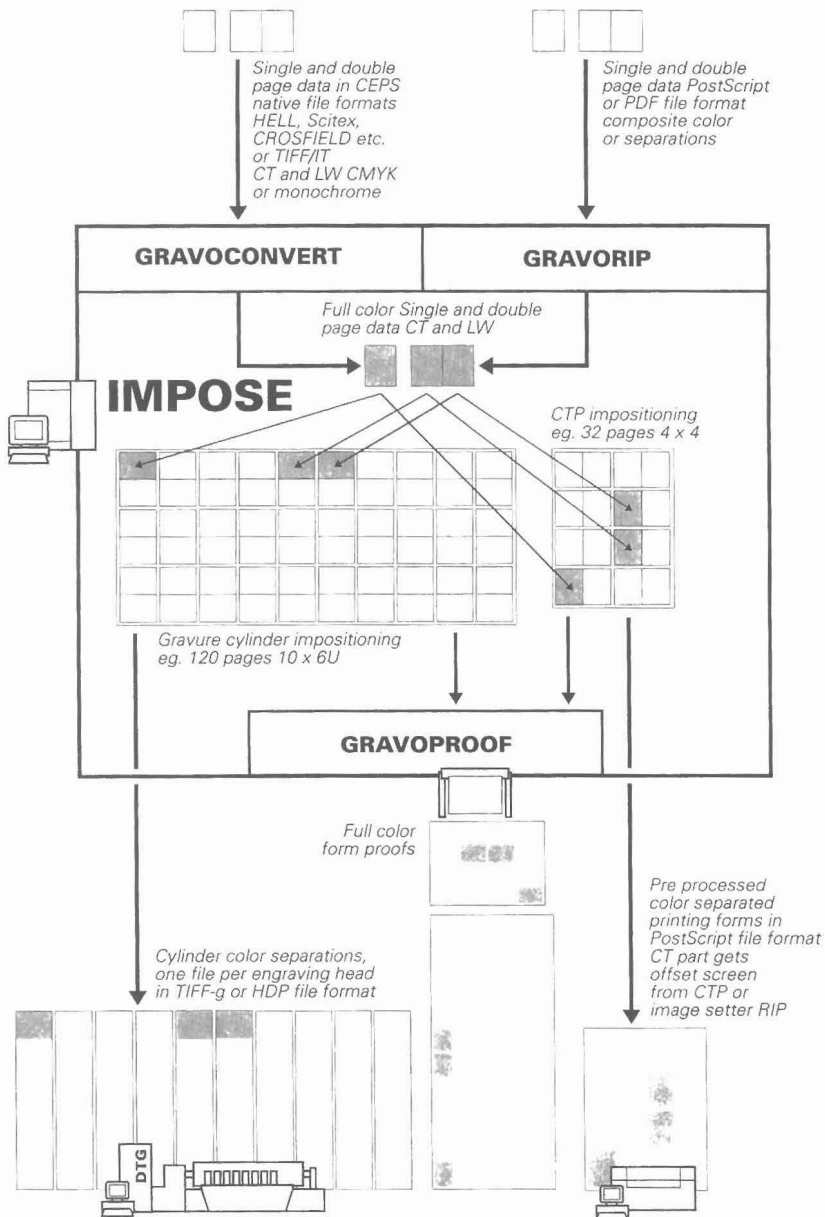 Single and double
page data in CEPS
native file formats
HELL, Scitex,
CROSFIELD etc.
or TIFF/IT
CT and LW CMYK
or monochrome
Single and double
page data PostScript
or PDF file format
composite color
or separations
GRAVOCONVERT
GRAVORIP
Full color Single and double
page data CT and LW
IMPOSE
CTP impositioning
eg. 32 pages 4 x 4
Gravure cylinder impositioning
eg. 120 pages 10 x 6U
GRAVOPROOF
Full color
form proofs
Pre processed
color separated
printing forms in
PostScript file format
CT part gets
offset screen
from CTP or
image setter RIP
Cylinder color separations,
one file per engraving head
in TIFF-g or HDP file format
DTG